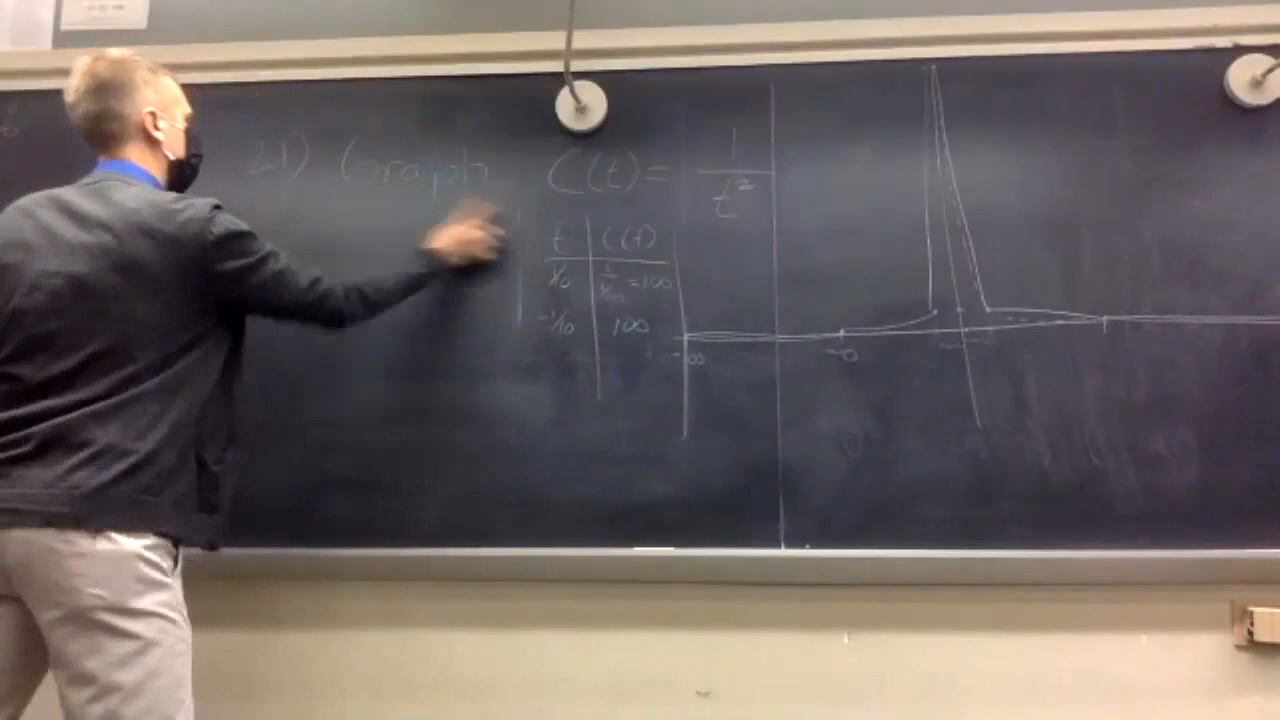 21) Graph C(t) = 1/t²
t C(t)
1/10 1/1/100 = 100
-1/10 100